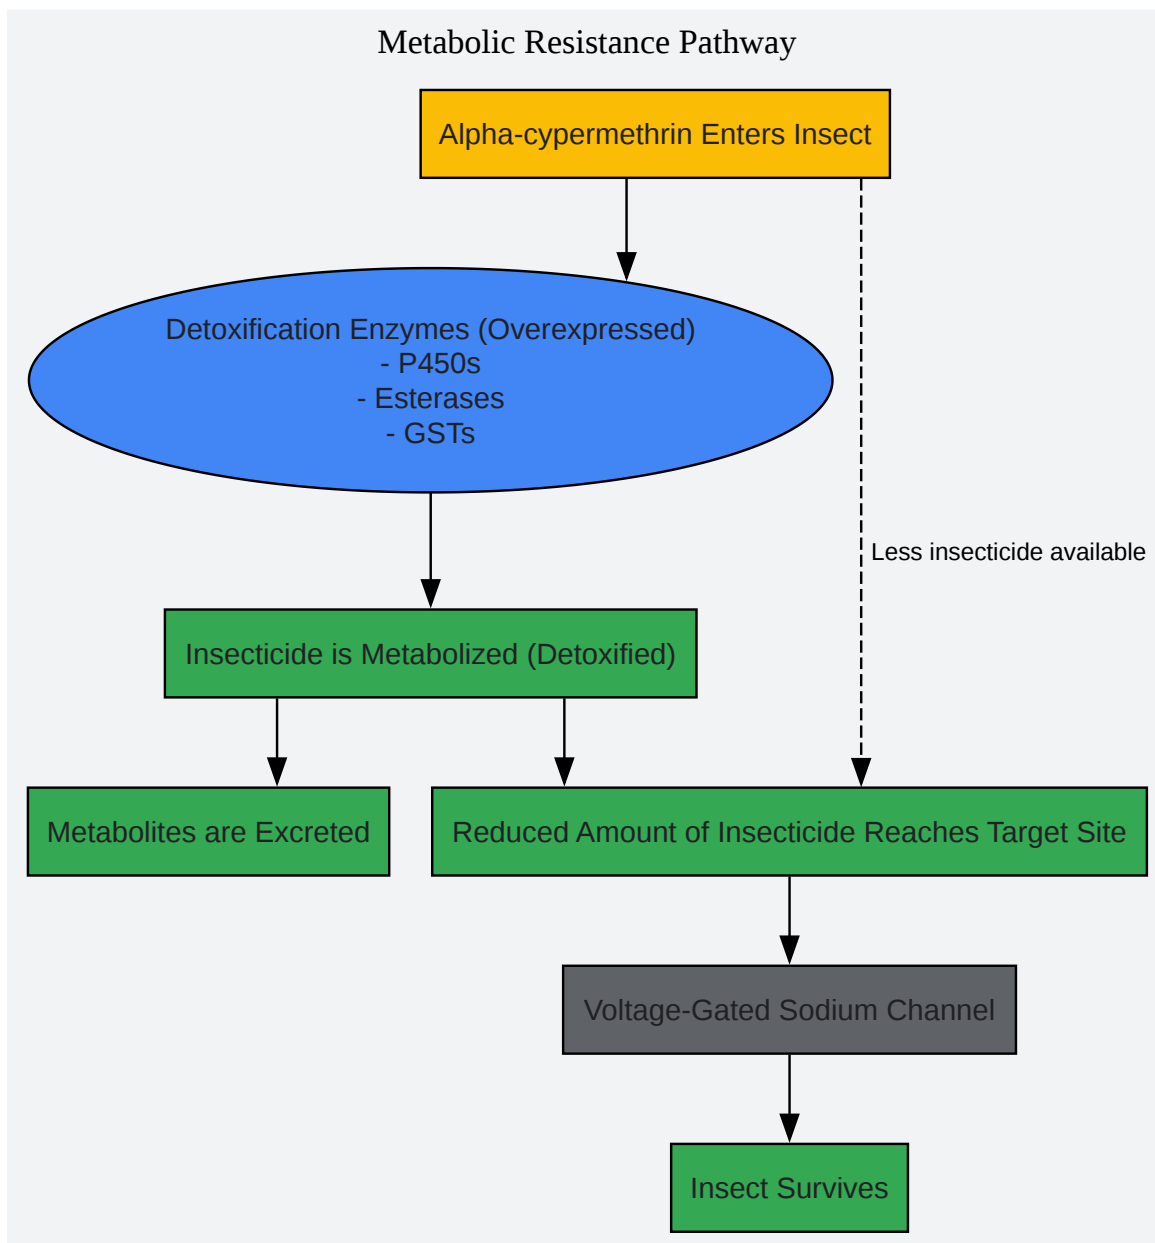 Metabolic Resistance Pathway
Alpha-cypermethrin Enters Insect
Detoxification Enzymes (Overexpressed)
- P450s
- Esterases
- GSTs
Less insecticide available
Insecticide is Metabolized (Detoxified)
Metabolites are Excreted
Reduced Amount of Insecticide Reaches Target Site
Voltage-Gated Sodium Channel
Insect Survives